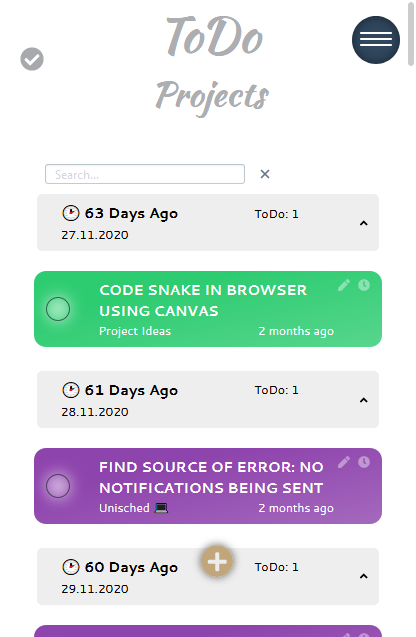 ToDo
Projects
Search...
63 Days Ago ToDo: 1
27.11.2020
CODE SNAKE IN BROWSER
USING CANVAS
Project Ideas 2 months ago
61 Days Ago ToDo: 1
28.11.2020
FIND SOURCE OF ERROR: NO
NOTIFICATIONS BEING SENT
Unisched 💻 2 months ago
60 Days Ago ToDo: 1
29.11.2020